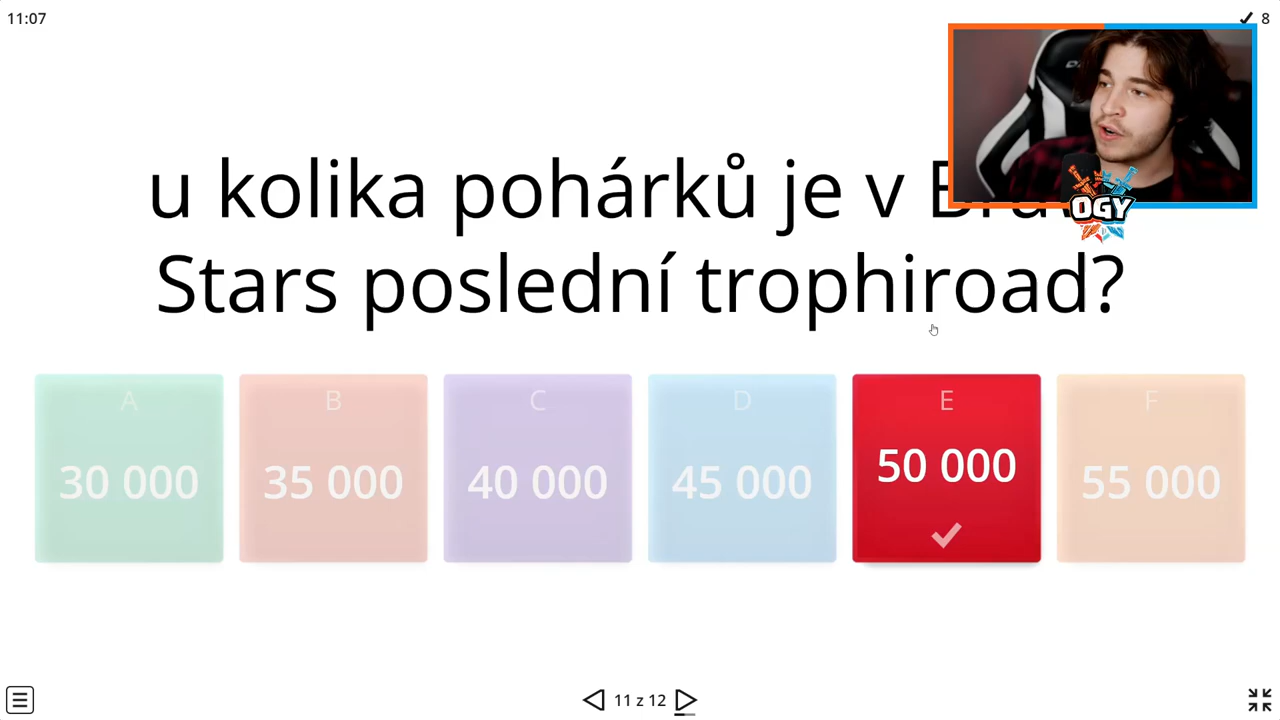 11:07
8
u kolika pohárků je v
Stars poslední trophiroad?
OGY
A
B
C
D
E
F
30 000
35 000
40 000
45 000
50 000
55 000
11 z 12